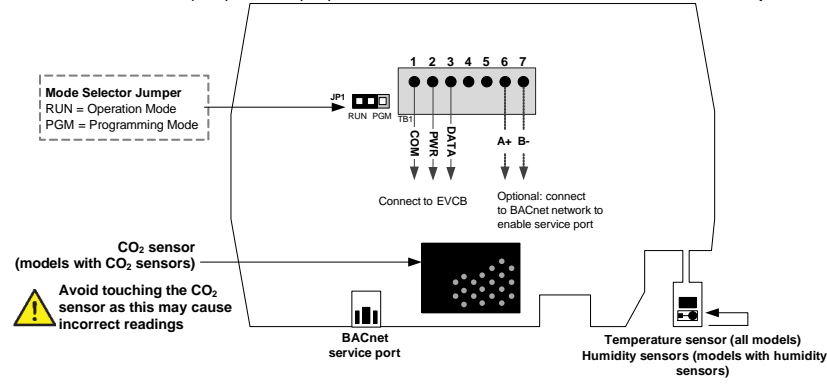 1 2 3 4 5 6 7
Mode Selector Jumper
RUN = Operation Mode
PGM = Programming Mode
JP1
RUN PGM
TB1
COM
PWR
DATA
A+ B-
Connect to EVCB
Optional: connect
to BACnet network to
enable service port
CO₂ sensor
(models with CO₂ sensors)
Avoid touching the CO₂
sensor as this may cause
incorrect readings
BACnet
service port
Temperature sensor (all models)
Humidity sensors (models with humidity
sensors)